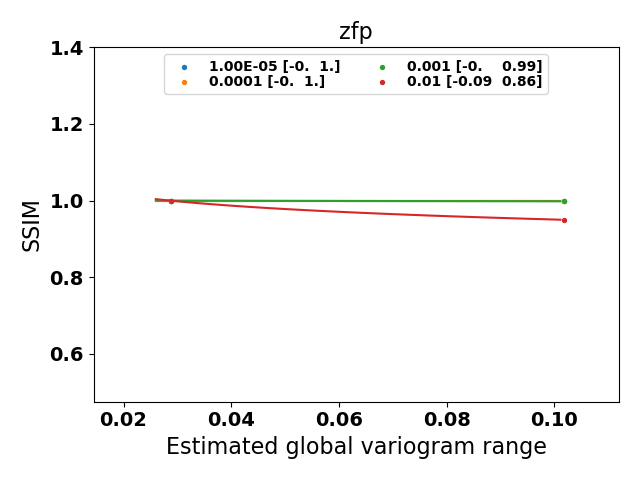 zfp
1.00E-05 [-0.  1.]
0.0001 [-0.  1.]
0.001 [-0.    0.99]
0.01 [-0.09  0.86]
1.4
1.2
1.0
0.8
0.6
SSIM
0.02 0.04 0.06 0.08 0.10
Estimated global variogram range